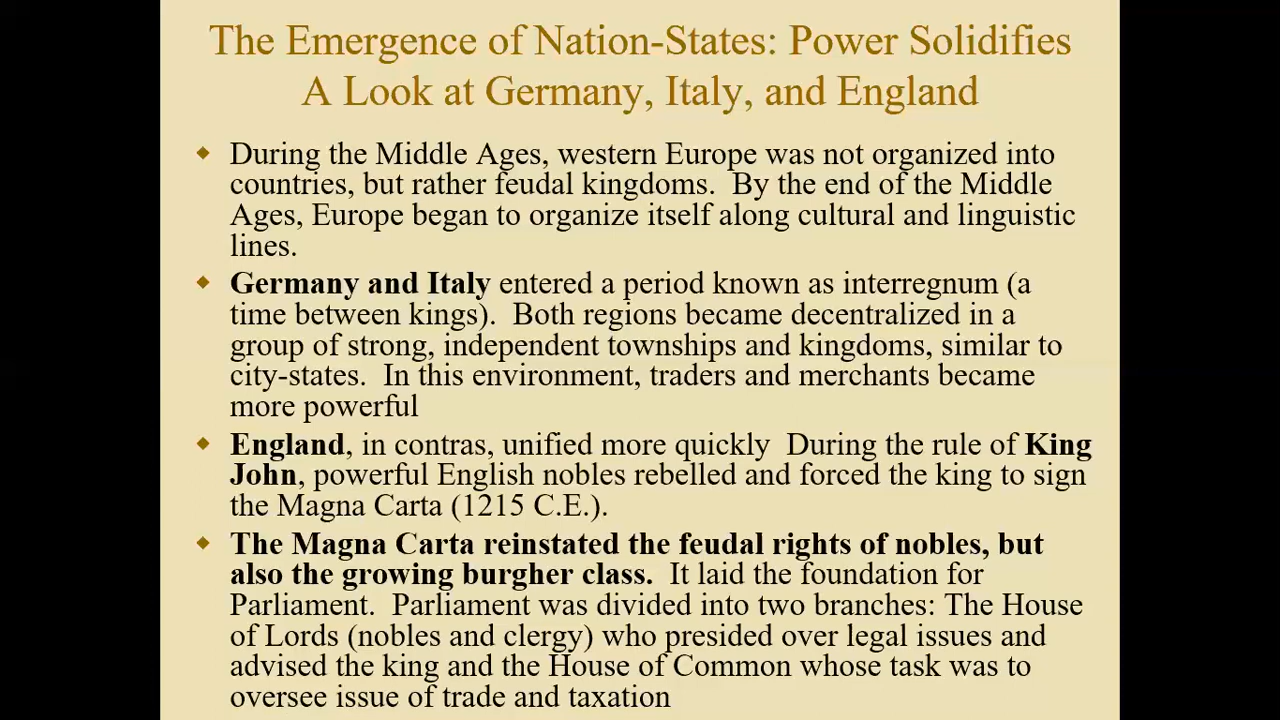 The Emergence of Nation-States: Power Solidifies
A Look at Germany, Italy, and England
During the Middle Ages, western Europe was not organized into
countries, but rather feudal kingdoms.  By the end of the Middle
Ages, Europe began to organize itself along cultural and linguistic
lines.
Germany and Italy entered a period known as interregnum (a
time between kings).  Both regions became decentralized in a
group of strong, independent townships and kingdoms, similar to
city-states.  In this environment, traders and merchants became
more powerful
England, in contras, unified more quickly  During the rule of King
John, powerful English nobles rebelled and forced the king to sign
the Magna Carta (1215 C.E.).
The Magna Carta reinstated the feudal rights of nobles, but
also the growing burgher class.  It laid the foundation for
Parliament.  Parliament was divided into two branches: The House
of Lords (nobles and clergy) who presided over legal issues and
advised the king and the House of Common whose task was to
oversee issue of trade and taxation